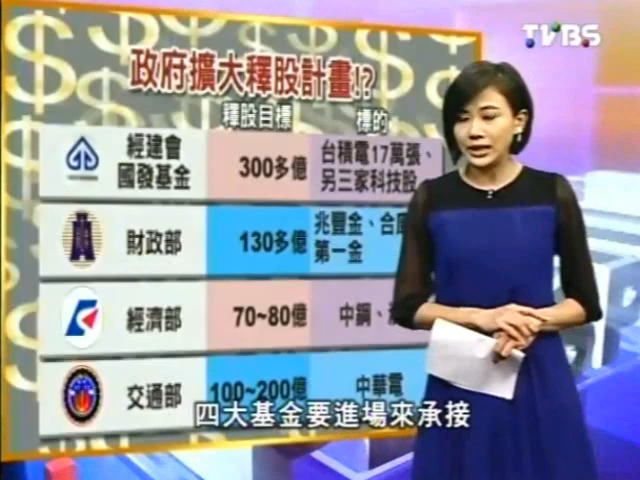 TVBS
政府擴大釋股計畫!?
釋股目標 標的
經建會
國發基金
300多億
台積電17萬張、
另三家科技股
財政部
130多億
兆豐金、合
第一金
經濟部
70~80億
中鋼、
交通部
100~200億
中華電
四大基金要進場來承接